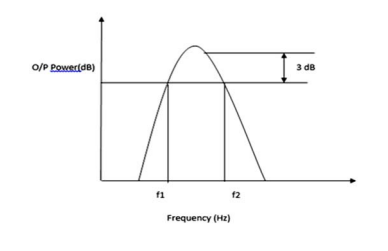 O/P Power(dB)
3 dB
f1
f2
Frequency (Hz)